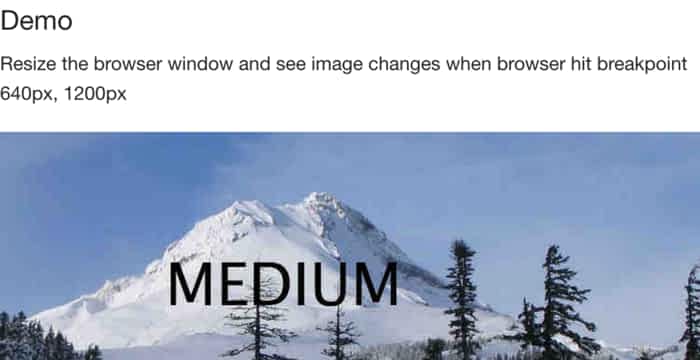 Demo
Resize the browser window and see image changes when browser hit breakpoint
640px, 1200px
MEDIUM